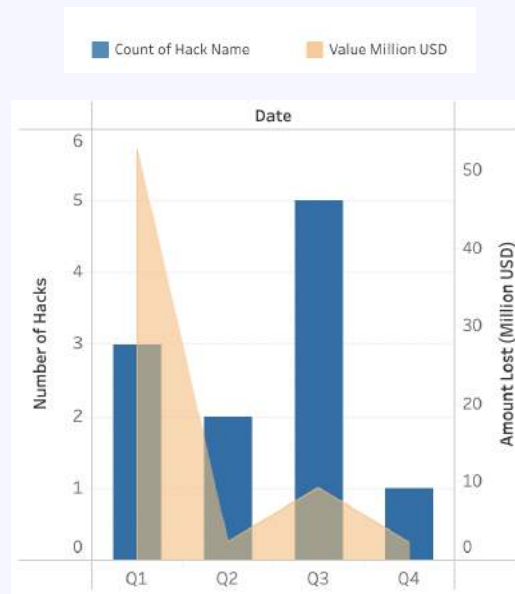 Count of Hack Name
Value Million USD
Date
6
5
4
3
2
1
0
Number of Hacks
50
40
30
20
10
0
Amount Lost (Million USD)
Q1
Q2
Q3
Q4